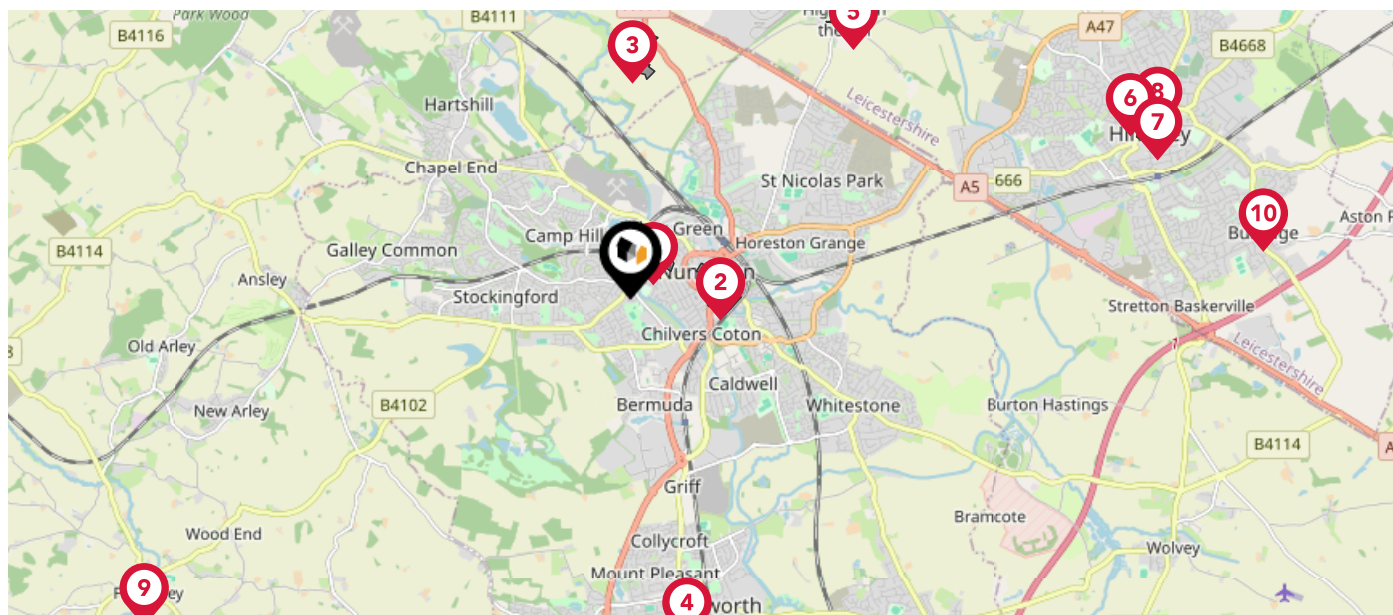 Park Wood
B4111
B4116
3
5
A47
B4668
Hartshill
Leicestershire
6
8
7
Chapel End
St Nicolas Park
A5
666
10
Aston
Camp Hill
Green
Horeston Grange
B4114
Galley Common
2
Ansley
Stockingford
Stretton Baskerville
Chilvers Coton
Old Arley
Leicestershire
Caldwell
New Arley
B4102
Bermuda
Whitestone
Burton Hastings
B4114
Griff
Bramcote
Wood End
Collycroft
Wolvey
Mount Pleasant
9
4
worth